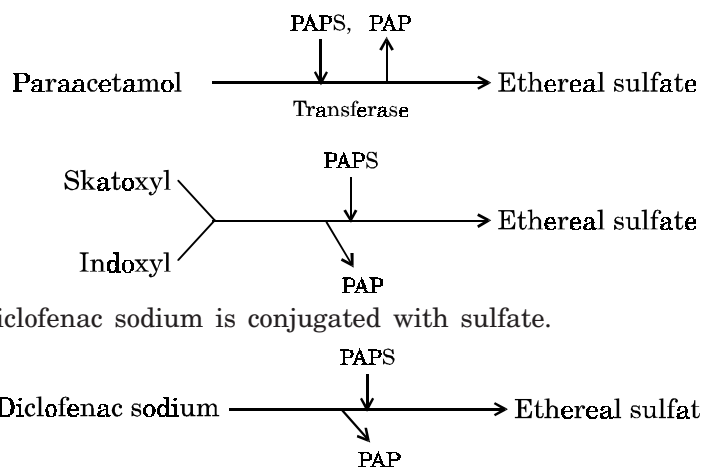 PAPS, PAP
Paraacetamol Ethereal sulfate
Transferase
PAPS
Skatoxyl
Ethereal sulfate
Indoxyl
PAP
iclofenac sodium is conjugated with sulfate.
PAPS
Diclofenac sodium Ethereal sulfat
PAP